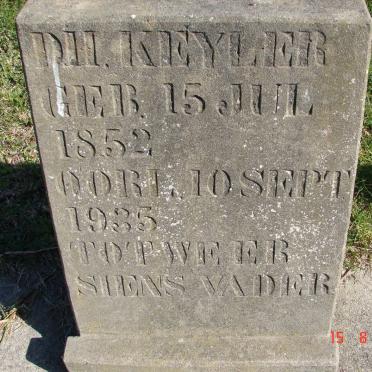 D.H. KEYLER
GEB. 15 JUL
1852
OORL. 10 SEPT
1935
TOT WEER
SIENS VADER
15 8